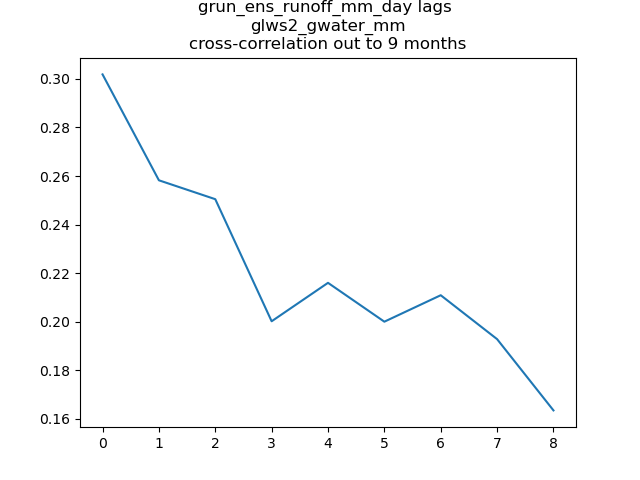 grun_ens_runoff_mm_day lags
glws2_gwater_mm
cross-correlation out to 9 months
0.30
0.28
0.26
0.24
0.22
0.20
0.18
0.16
0 1 2 3 4 5 6 7 8